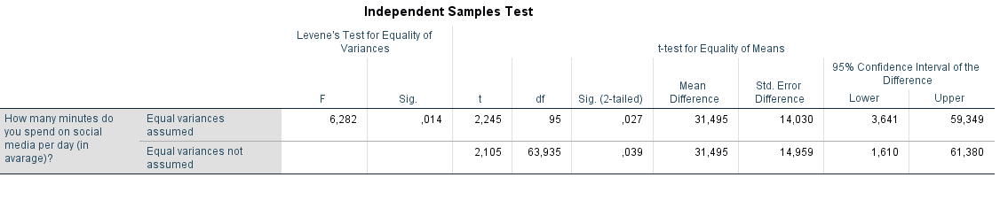 Independent Samples Test
Levene's Test for Equality of
Variances
t-test for Equality of Means
95% Confidence Interval of the
Difference
F Sig. t df Sig. (2-tailed) Mean Difference Std. Error Difference Lower Upper
How many minutes do
you spend on social
media per day (in
avarage)?
Equal variances
assumed
6,282 ,014 2,245 95 ,027 31,495 14,030 3,641 59,349
Equal variances not
assumed
2,105 63,935 ,039 31,495 14,959 1,610 61,380